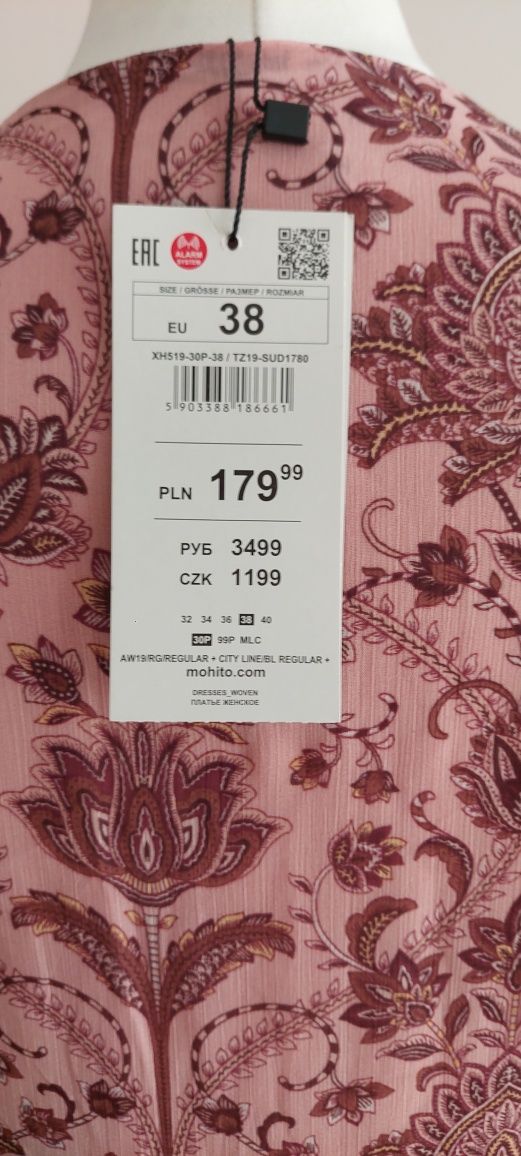 EAC
ALARM
SYSTEM
SIZE / GRÖSSE / РАЗМЕР / ROZMIAR
EU 38
XH519-30P-38 / TZ19-SUD1780
5 903388 186661
PLN 179 99
РУБ 3499
CZK 1199
32 34 36 38 40
30P 99P MLC
AW19/RG/REGULAR + CITY LINE/BL REGULAR +
mohito.com
DRESSES_WOVEN
ПЛАТЬЕ ЖЕНСКОЕ